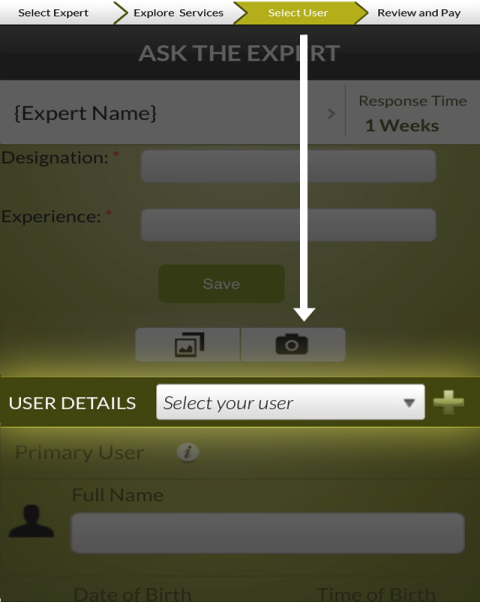 Select Expert Explore Services Select User Review and Pay
ASK THE EXPERT
{Expert Name} > Response Time
1 Weeks
Designation: *
Experience: *
Save
USER DETAILS Select your user
Primary User i
Full Name
Date of Birth Time of Birth